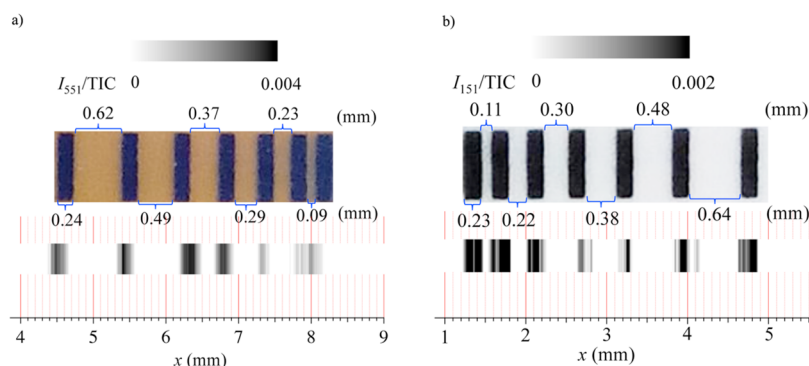 a)
I551/TIC 0 0.004
0.62 0.37 0.23 (mm)
0.24 0.49 0.29 0.09 (mm)
4 5 6 7 8 9
x (mm)
b)
I151/TIC 0 0.002
0.11 0.30 0.48 (mm)
0.23 0.22 0.38 0.64 (mm)
1 2 3 4 5
x (mm)